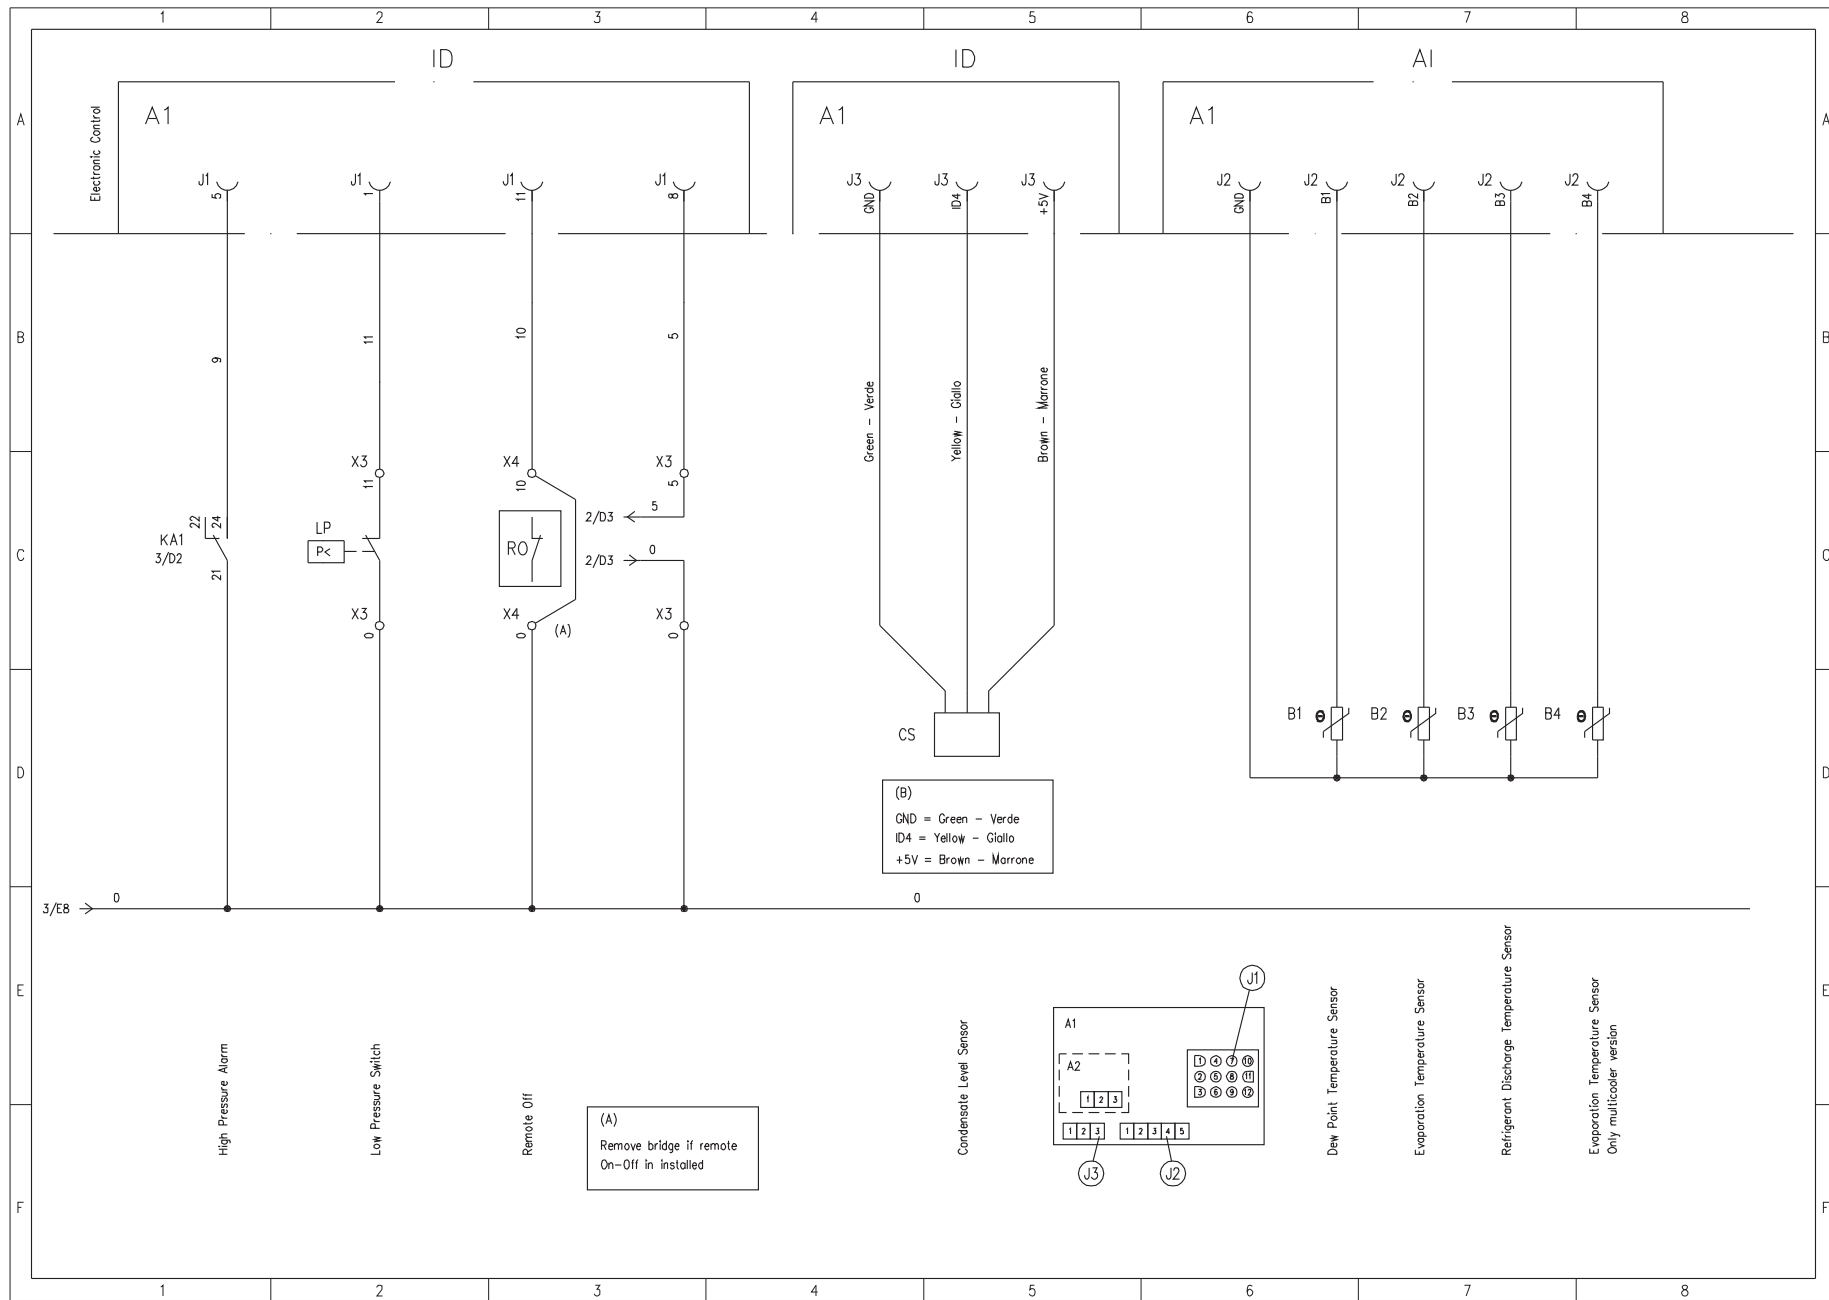 1 2 3 4 5 6 7 8
ID ID AI
A A
Electronic Control
A1 A1 A1
J1 J1 J1 J1 J3 J3 J3 J2 J2 J2 J2 J2
5 1 11 8 GND ID4 +5V GND B1 B2 B3 B4
B B
9 11 10 5
Green - Verde
Yellow - Giallo
Brown - Marrone
X3 X4 X3
11 10 5
22 24
KA1
3/D2
21
LP
P<
RO
2/D3 5
2/D3 0
C C
X3 X4 X3
0 0 (A) 0
B1 B2 B3 B4
CS
D D
(B)
GND = Green - Verde
ID4 = Yellow - Giallo
+5V = Brown - Marrone
3/E8 0 0
E E
High Pressure Alarm
Low Pressure Switch
Remote Off
(A)
Remove bridge if remote
On-Off in installed
Condensate Level Sensor
J1
A1
A2
1 2 3
1 4 7 10
2 5 8 11
3 6 9 12
1 2 3
1 2 3 4 5
J3 J2
Dew Point Temperature Sensor
Evaporation Temperature Sensor
Refrigerant Discharge Temperature Sensor
Evaporation Temperature Sensor
Only multicooler version
F F
1 2 3 4 5 6 7 8